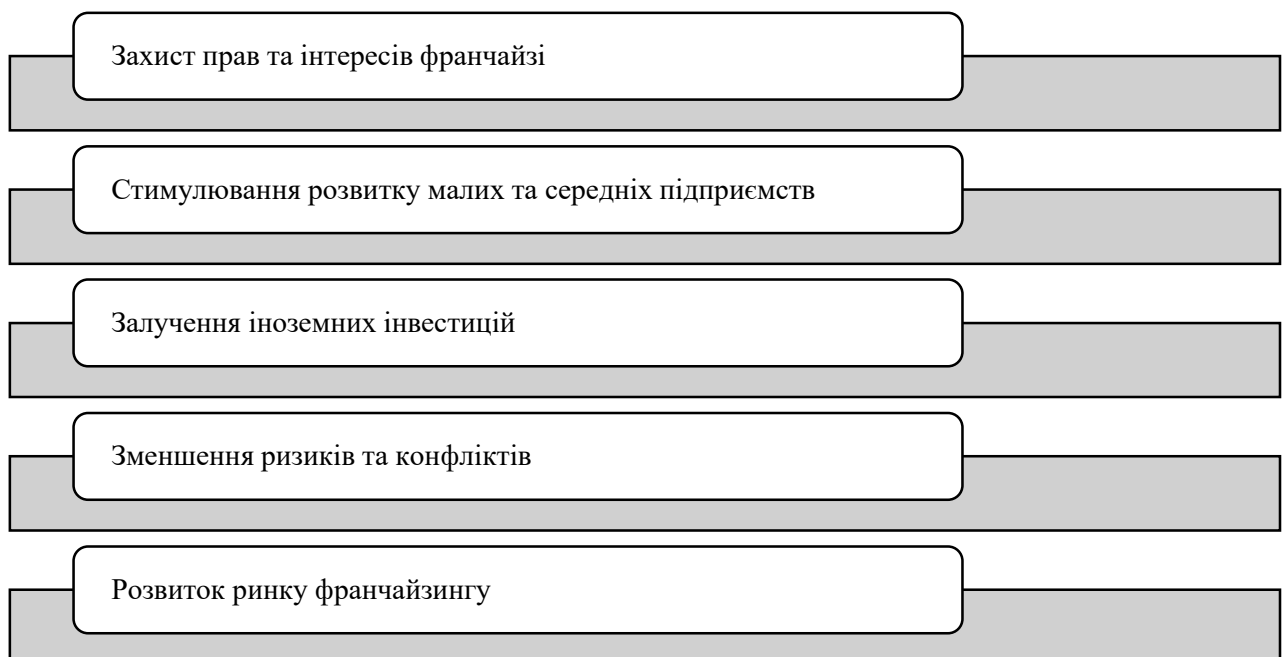 Захист прав та інтересів франчайзі
Стимулювання розвитку малих та середніх підприємств
Залучення іноземних інвестицій
Зменшення ризиків та конфліктів
Розвиток ринку франчайзингу